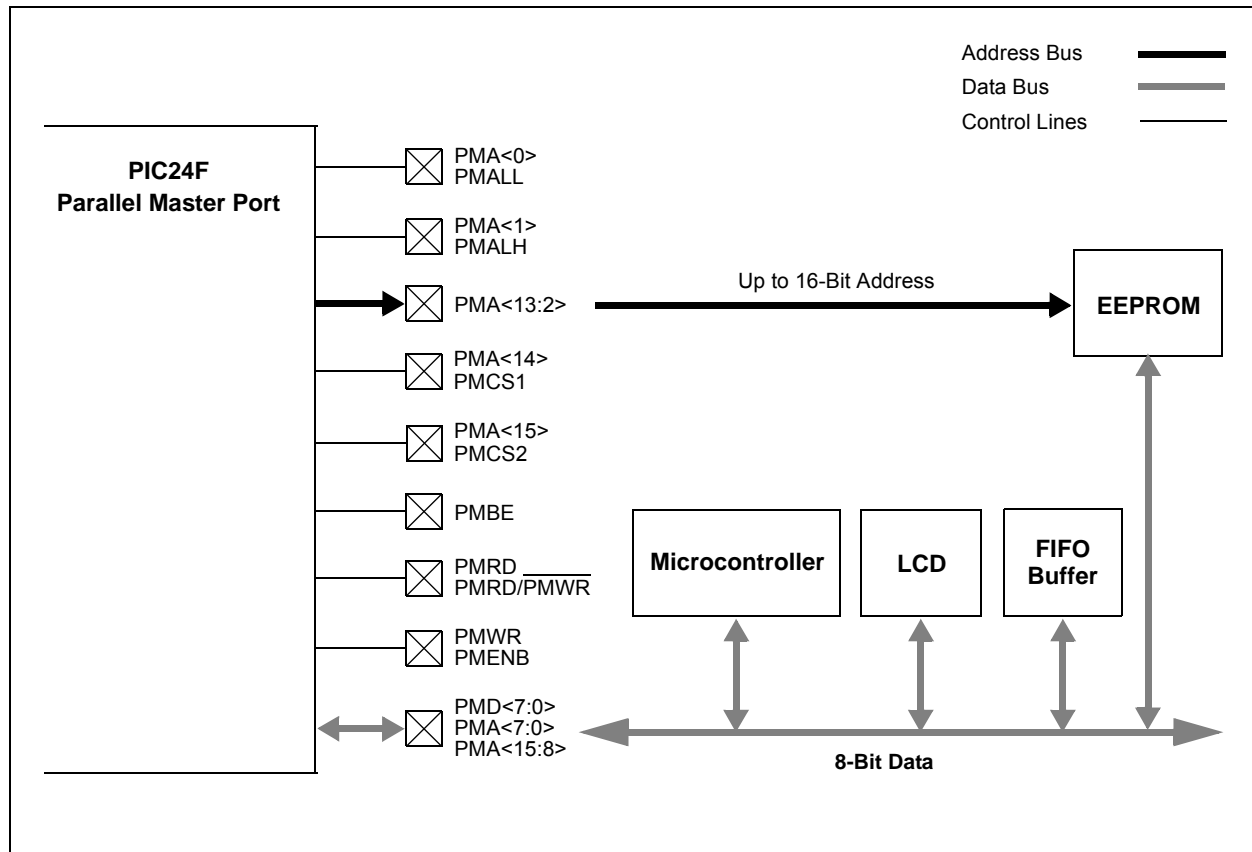 Address Bus
Data Bus
Control Lines
PIC24F
Parallel Master Port
PMA<0>
PMALL
PMA<1>
PMALH
PMA<13:2>
Up to 16-Bit Address
EEPROM
PMA<14>
PMCS1
PMA<15>
PMCS2
PMBE
PMRD
PMRD/PMWR
Microcontroller
LCD
FIFO
Buffer
PMWR
PMENB
PMD<7:0>
PMA<7:0>
PMA<15:8>
8-Bit Data